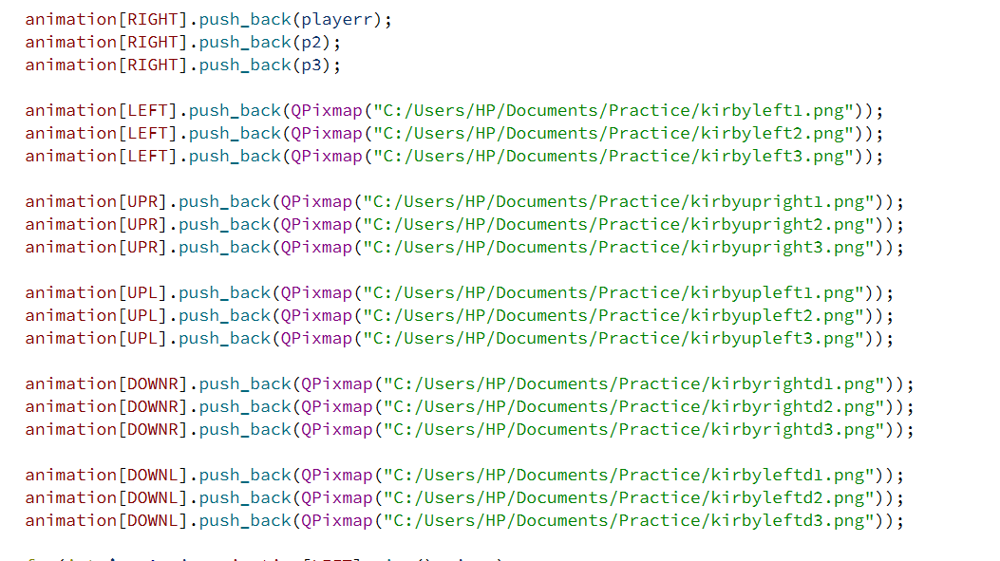 animation[RIGHT].push_back(playerr);
animation[RIGHT].push_back(p2);
animation[RIGHT].push_back(p3);
animation[LEFT].push_back(QPixmap("C:/Users/HP/Documents/Practice/kirbyleft1.png"));
animation[LEFT].push_back(QPixmap("C:/Users/HP/Documents/Practice/kirbyleft2.png"));
animation[LEFT].push_back(QPixmap("C:/Users/HP/Documents/Practice/kirbyleft3.png"));
animation[UPR].push_back(QPixmap("C:/Users/HP/Documents/Practice/kirbyupright1.png"));
animation[UPR].push_back(QPixmap("C:/Users/HP/Documents/Practice/kirbyupright2.png"));
animation[UPR].push_back(QPixmap("C:/Users/HP/Documents/Practice/kirbyupright3.png"));
animation[UPL].push_back(QPixmap("C:/Users/HP/Documents/Practice/kirbyupleft1.png"));
animation[UPL].push_back(QPixmap("C:/Users/HP/Documents/Practice/kirbyupleft2.png"));
animation[UPL].push_back(QPixmap("C:/Users/HP/Documents/Practice/kirbyupleft3.png"));
animation[DOWNR].push_back(QPixmap("C:/Users/HP/Documents/Practice/kirbyrightd1.png"));
animation[DOWNR].push_back(QPixmap("C:/Users/HP/Documents/Practice/kirbyrightd2.png"));
animation[DOWNR].push_back(QPixmap("C:/Users/HP/Documents/Practice/kirbyrightd3.png"));
animation[DOWNL].push_back(QPixmap("C:/Users/HP/Documents/Practice/kirbyleftd1.png"));
animation[DOWNL].push_back(QPixmap("C:/Users/HP/Documents/Practice/kirbyleftd2.png"));
animation[DOWNL].push_back(QPixmap("C:/Users/HP/Documents/Practice/kirbyleftd3.png"));